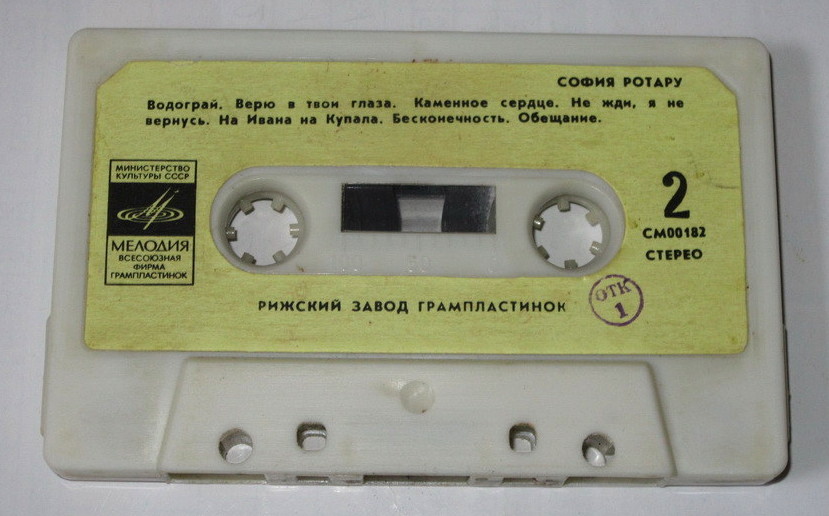 СОФИЯ РОТАРУ
Водограй. Верю в твои глаза. Каменное сердце. Не жди, я не
вернусь. На Ивана на Купала. Бесконечность. Обещание.
МИНИСТЕРСТВО
КУЛЬТУРЫ СССР
МЕЛОДИЯ
ВСЕСОЮЗНАЯ
ФИРМА
ГРАМПЛАСТИНОК
2
СМ00182
СТЕРЕО
РИЖСКИЙ ЗАВОД ГРАМПЛАСТИНОК
ОТК
1